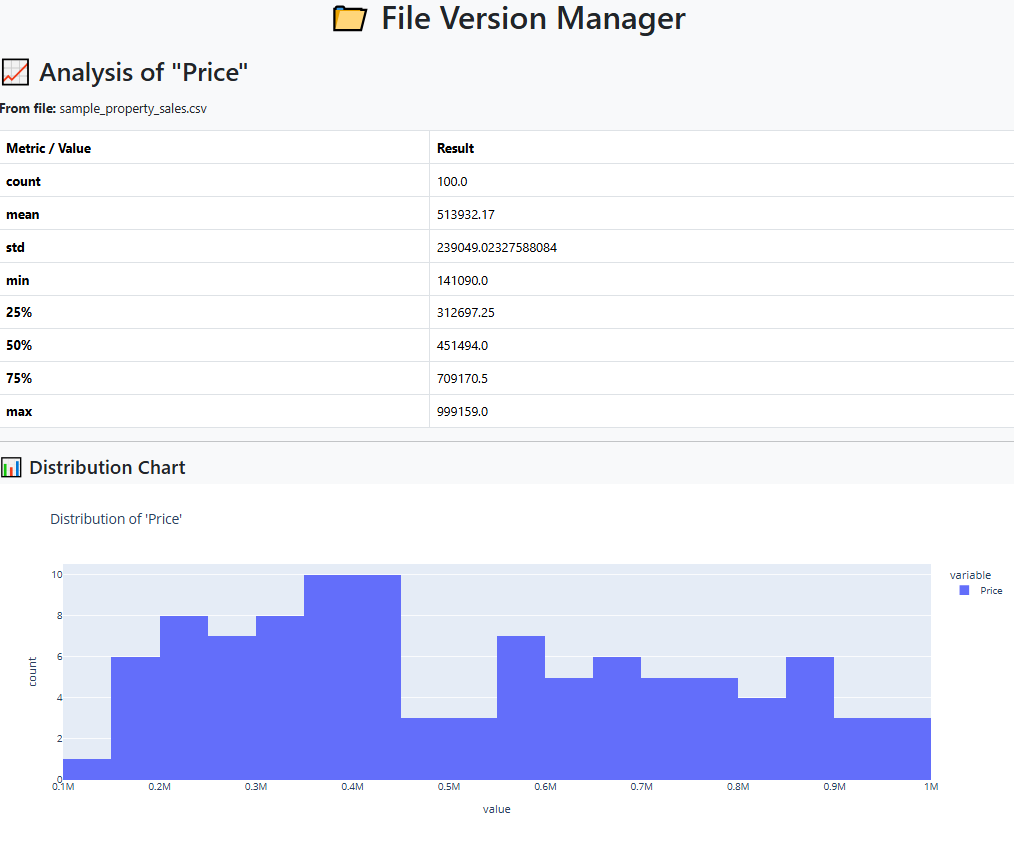 File Version Manager
Analysis of "Price"
From file: sample_property_sales.csv
Metric / Value Result
count 100.0
mean 513932.17
std 239049.02327588084
min 141090.0
25% 312697.25
50% 451494.0
75% 709170.5
max 999159.0
Distribution Chart
Distribution of 'Price'
variable
Price
10
8
6
4
2
0
count
0.1M 0.2M 0.3M 0.4M 0.5M 0.6M 0.7M 0.8M 0.9M 1M
value